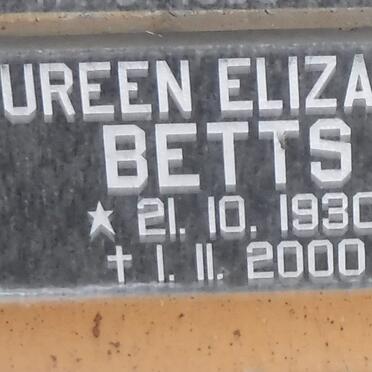 UREEN ELIZA
BETTS
★ 21. 10. 1930
† 1. 11. 2000